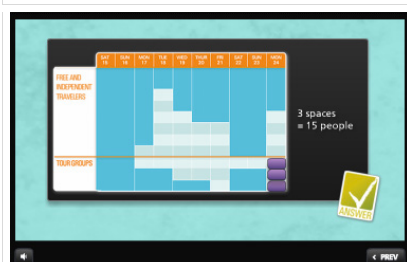 SAT SUN MON TUE WED THUR FRI SAT SUN MON
15 16 17 18 19 20 21 22 23 24
FREE AND
INDEPENDENT
TRAVELERS
3 spaces
= 15 people
TOUR GROUPS
ANSWER
< PREV